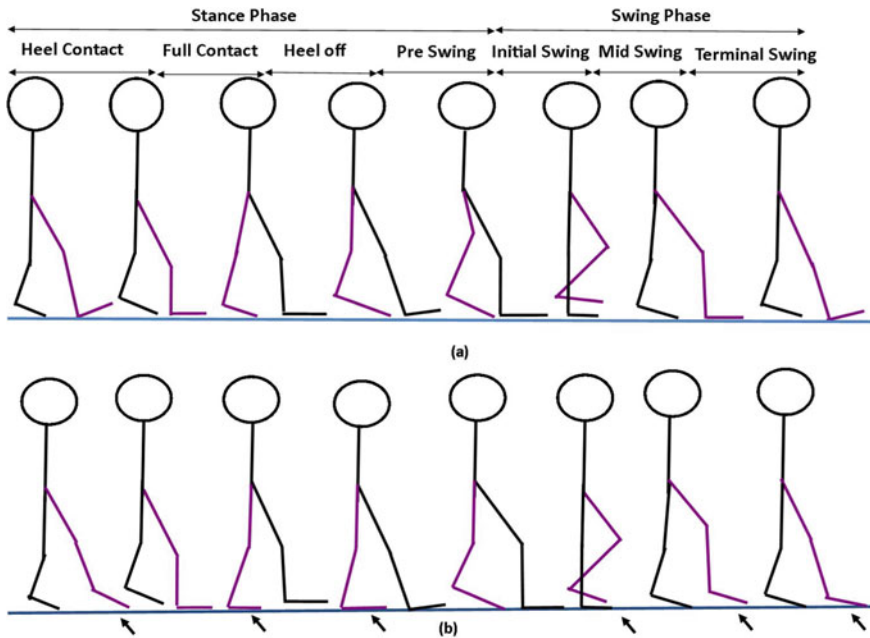 Stance Phase Swing Phase
Heel Contact Full Contact Heel off Pre Swing Initial Swing Mid Swing Terminal Swing
(a)
(b)